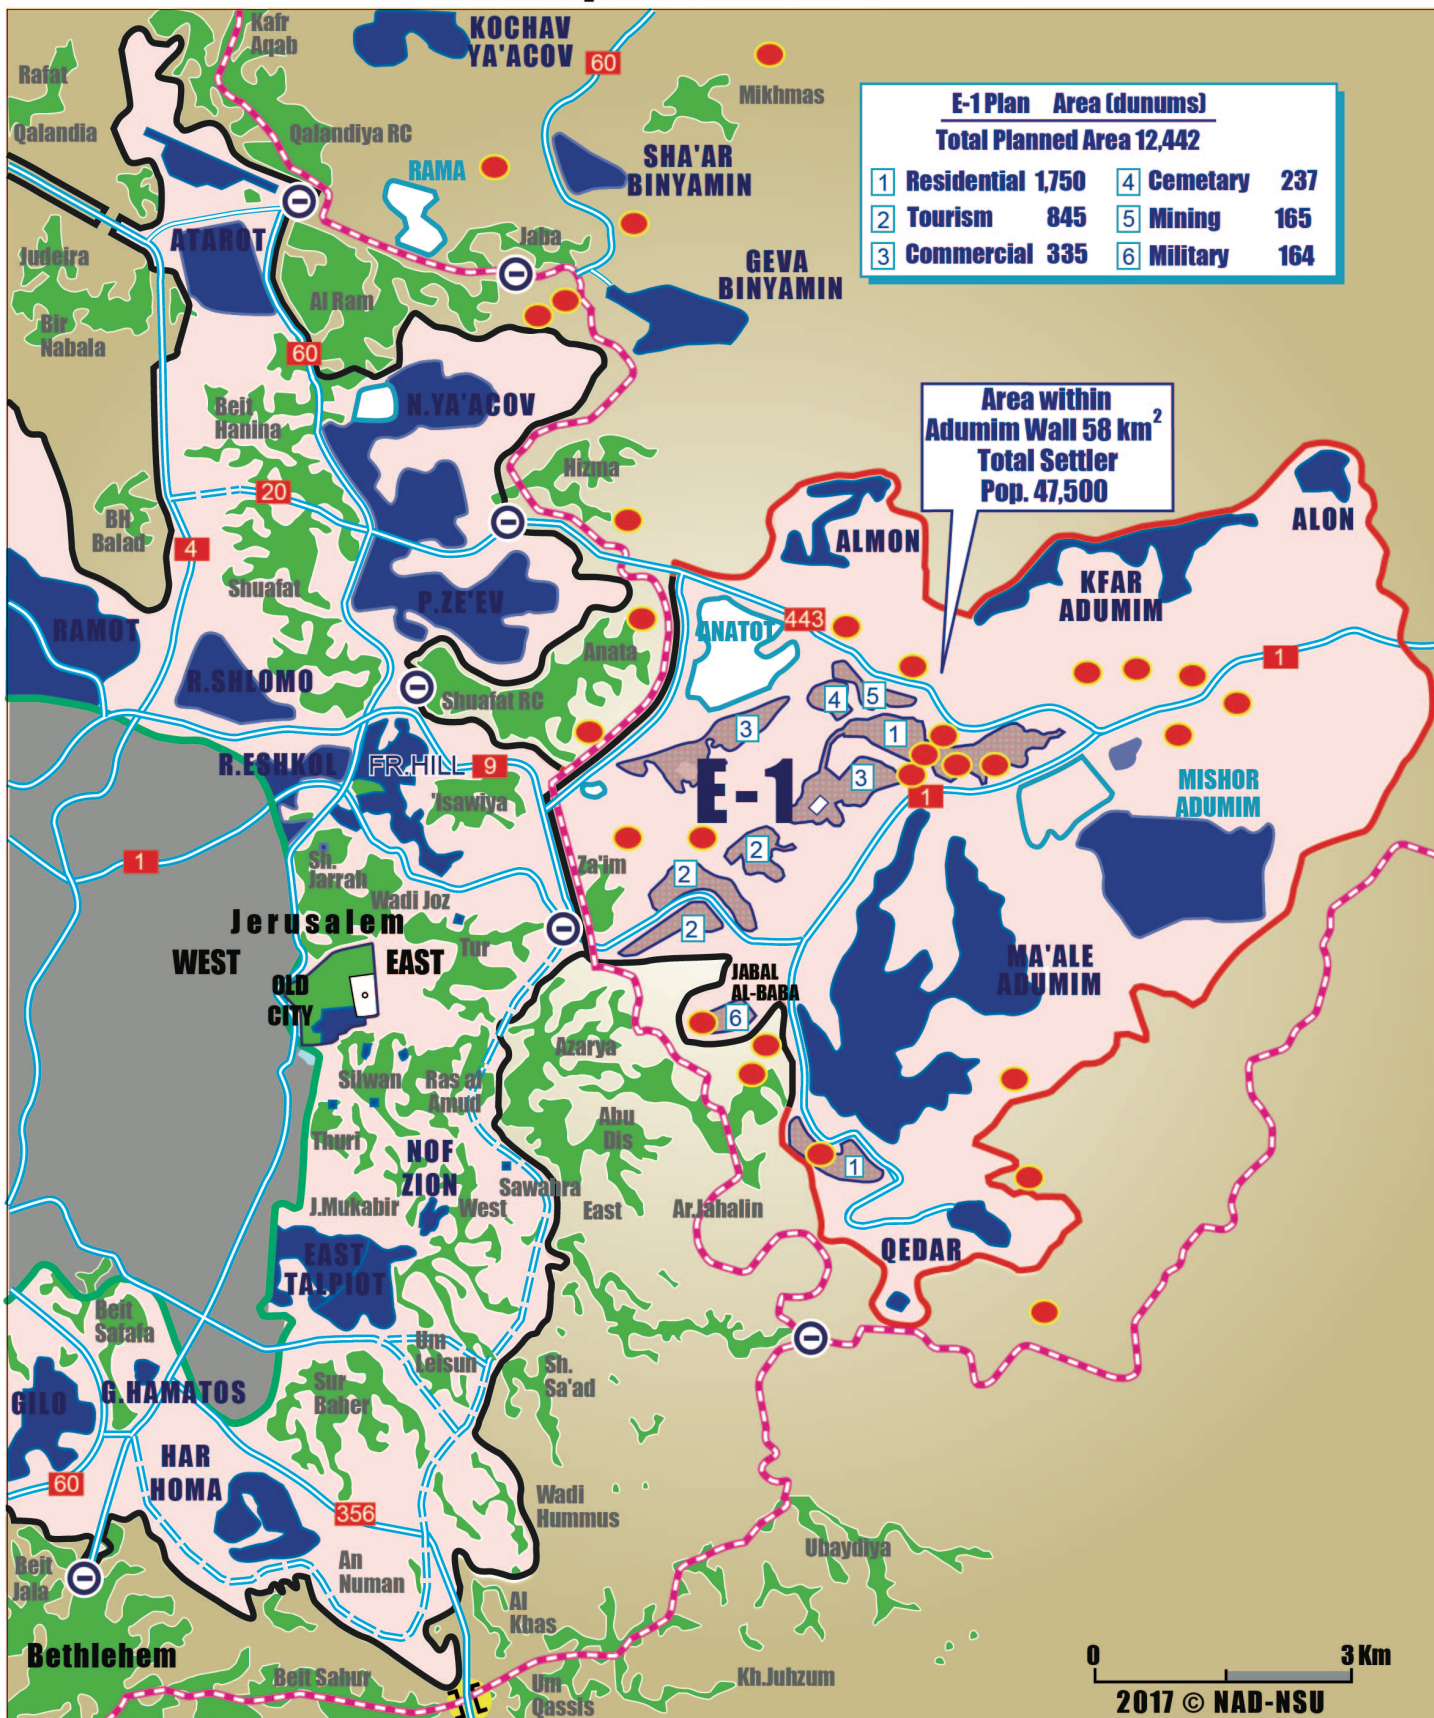 Kafr
Aqab
KOCHAV
YA'ACOV
60
Rafat
Mikhmas
Qalandia
Qalandiya RC
RAMA
SHA'AR
BINYAMIN
E-1 Plan Area (dunums)
Total Planned Area 12,442
1 Residential 1,750
2 Tourism 845
3 Commercial 335
4 Cemetary 237
5 Mining 165
6 Military 164
ATAROT
Jaba
Judeira
GEVA
BINYAMIN
Al Ram
Bir
Nabala
60
N.YA'ACOV
Beit
Hanina
Area within
Adumim Wall 58 km2
Total Settler
Pop. 47,500
Hizma
20
BH
Balad
4
ALMON
ALON
KFAR
ADUMIM
Shuafat
P.ZE'EV
RAMOT
ANATOT
443
Anata
1
R.SHLOMO
Shuafat RC
4
5
3
1
R.ESHKOL
FR.HILL
9
E-1
3
1
MISHOR
ADUMIM
'Isawiya
1
Sh.
Jarrah
Za'im
2
2
Wadi Joz
Jerusalem
2
WEST
EAST
Tur
MA'ALE
ADUMIM
OLD
CITY
JABAL
AL-BABA
6
Azarya
Silwan
Ras al
Amud
Abu
Dis
Thuri
NOF
ZION
1
Sawahra
J.Mukabir
West
East
Ar.Jahalin
EAST
TALPIOT
QEDAR
Beit
Safafa
Um
Leisun
Sh.
Sa'ad
GILO
G.HAMATOS
Sur
Baher
HAR
HOMA
60
356
Wadi
Hummus
Beit
Jala
An
Numan
Ubaydiya
Al
Khas
Bethlehem
Beit Sahur
Um
Qassis
Kh.Juhzum
0
3 Km
2017 © NAD-NSU